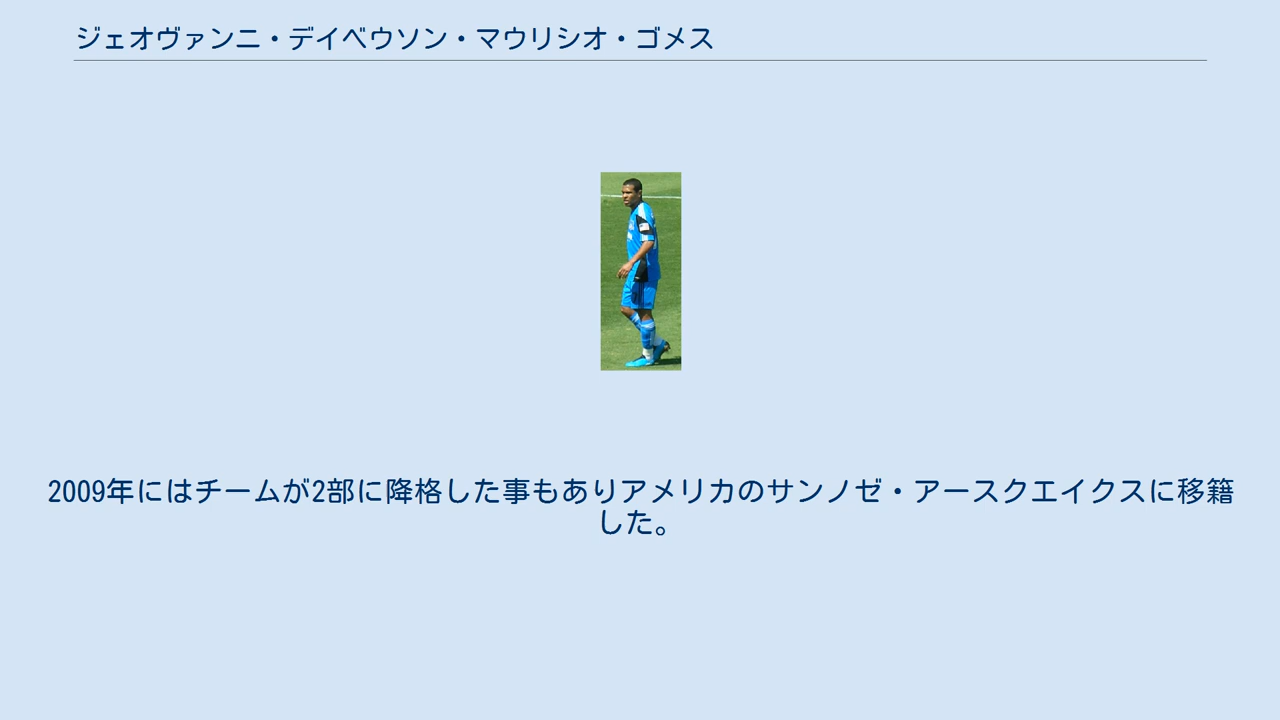 ジェオヴァンニ・デイベウソン・マウリシオ・ゴメス
2009年にはチームが2部に降格した事もありアメリカのサンノゼ・アースクエイクスに移籍
した。